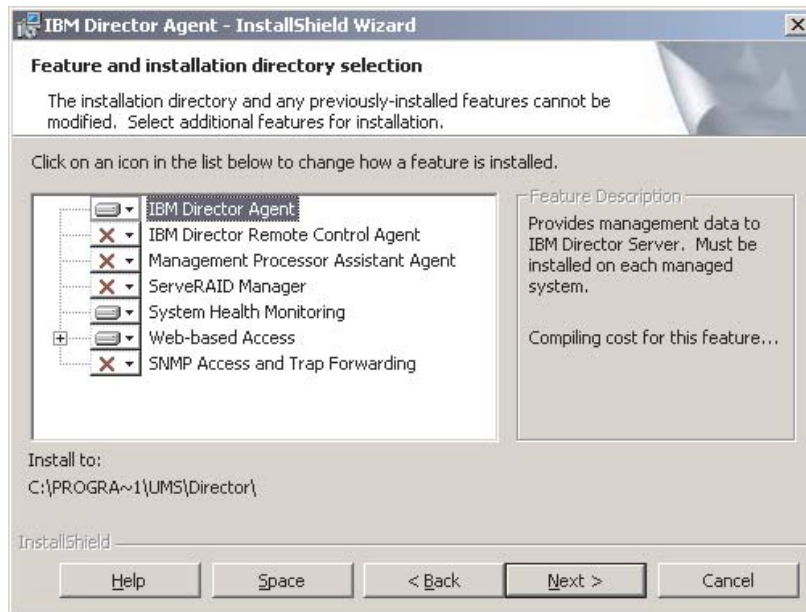 IBM Director Agent - InstallShield Wizard
Feature and installation directory selection
The installation directory and any previously-installed features cannot be
modified. Select additional features for installation.
Click on an icon in the list below to change how a feature is installed.
IBM Director Agent
IBM Director Remote Control Agent
Management Processor Assistant Agent
ServeRAID Manager
System Health Monitoring
Web-based Access
SNMP Access and Trap Forwarding
Feature Description
Provides management data to
IBM Director Server. Must be
installed on each managed
system.
Compiling cost for this feature...
Install to:
C:\PROGRA~1\UMS\Director\
InstallShield
Help
Space
< Back
Next >
Cancel